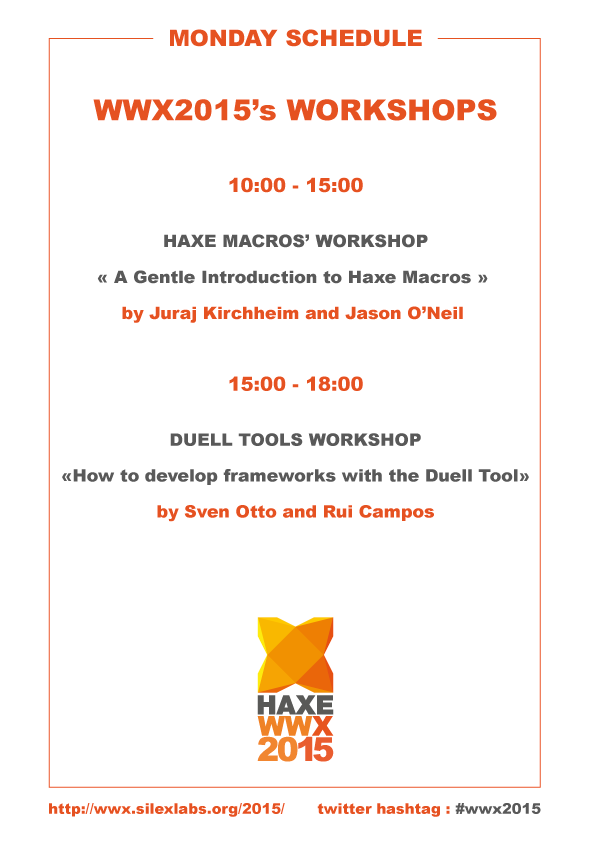 MONDAY SCHEDULE
WWX2015’s WORKSHOPS
10:00 - 15:00
HAXE MACROS’ WORKSHOP
« A Gentle Introduction to Haxe Macros »
by Juraj Kirchheim and Jason O’Neil
15:00 - 18:00
DUELL TOOLS WORKSHOP
«How to develop frameworks with the Duell Tool»
by Sven Otto and Rui Campos
HAXE
WWX
2015
http://wwx.silexlabs.org/2015/ twitter hashtag : #wwx2015